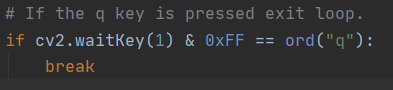 # If the q key is pressed exit loop.
if cv2.waitKey(1) & 0xFF == ord("q"):
    break